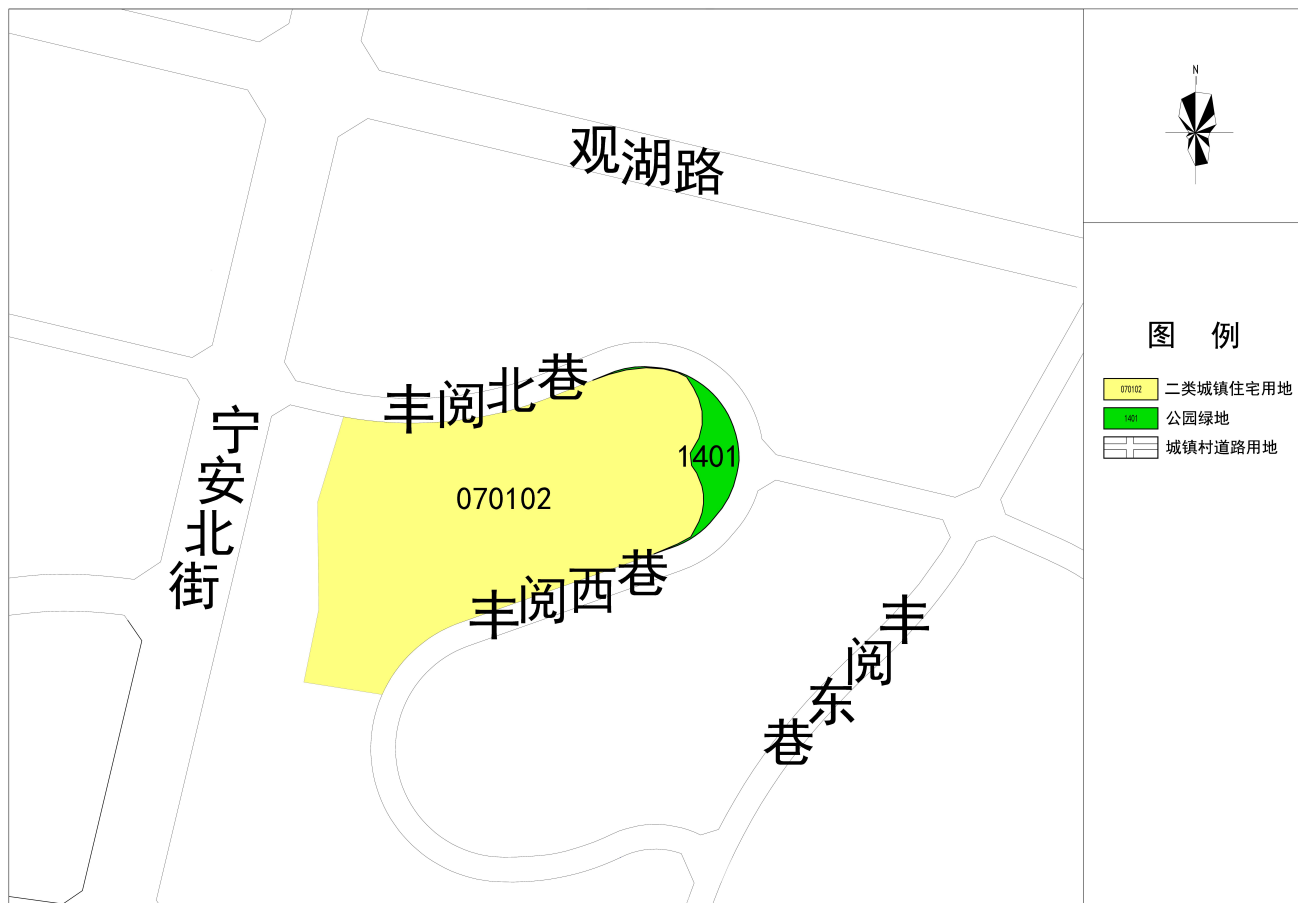 观湖路
丰阅北巷
宁安北街
1401
070102
丰阅西巷
丰阅东巷
N
图 例
070102 二类城镇住宅用地
1401 公园绿地
城镇村道路用地